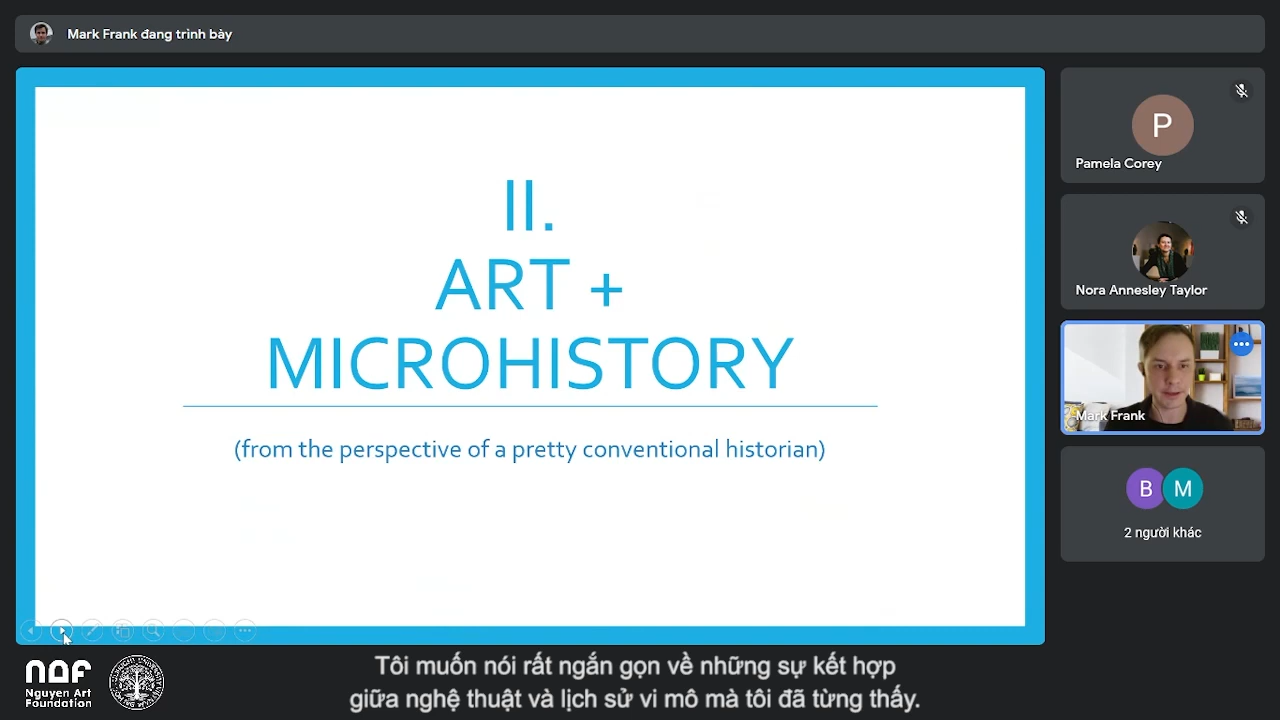 Mark Frank đang trình bày
II.
ART +
MICROHISTORY
(from the perspective of a pretty conventional historian)
P
Pamela Corey
Nora Annesley Taylor
Mark Frank
B M
2 người khác
Nguyen Art
Foundation
Tôi muốn nói rất ngắn gọn về những sự kết hợp
giữa nghệ thuật và lịch sử vi mô mà tôi đã từng thấy.